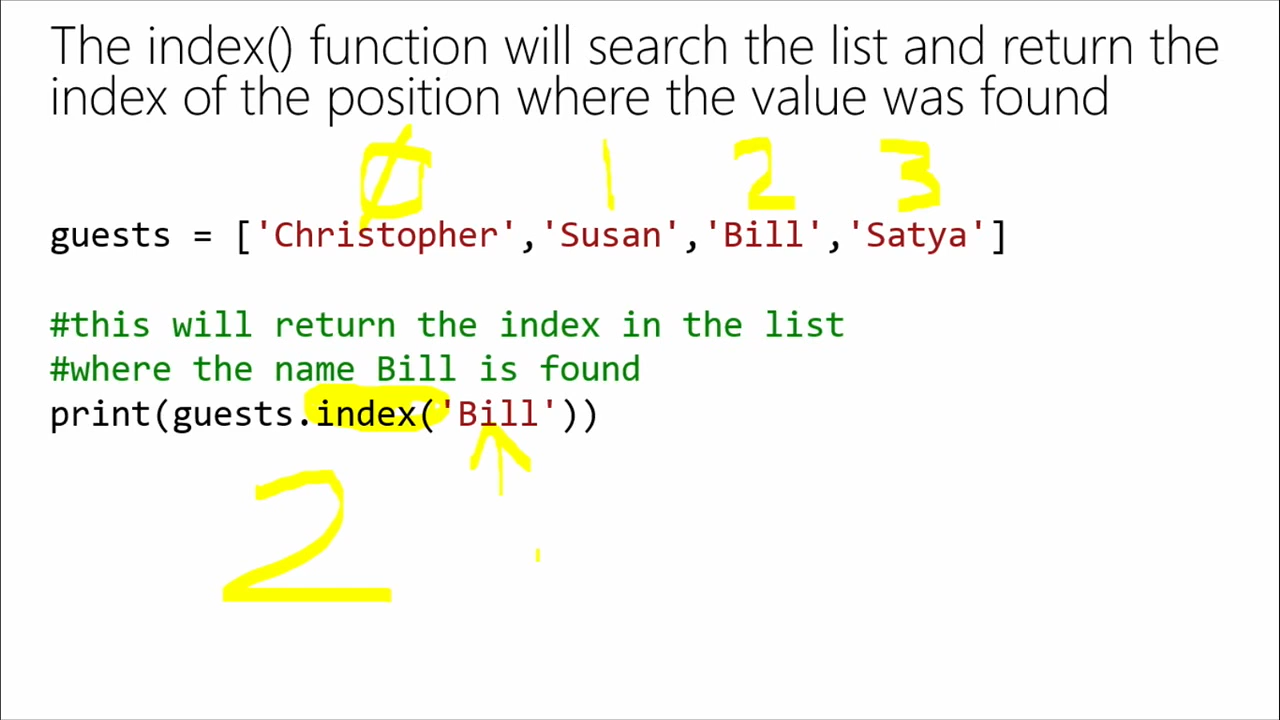 The index() function will search the list and return the
index of the position where the value was found
0 1 2 3
guests = ['Christopher','Susan','Bill','Satya']
#this will return the index in the list
#where the name Bill is found
print(guests.index('Bill'))
2